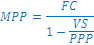 MPP = FC / (1 - VS / PPP)